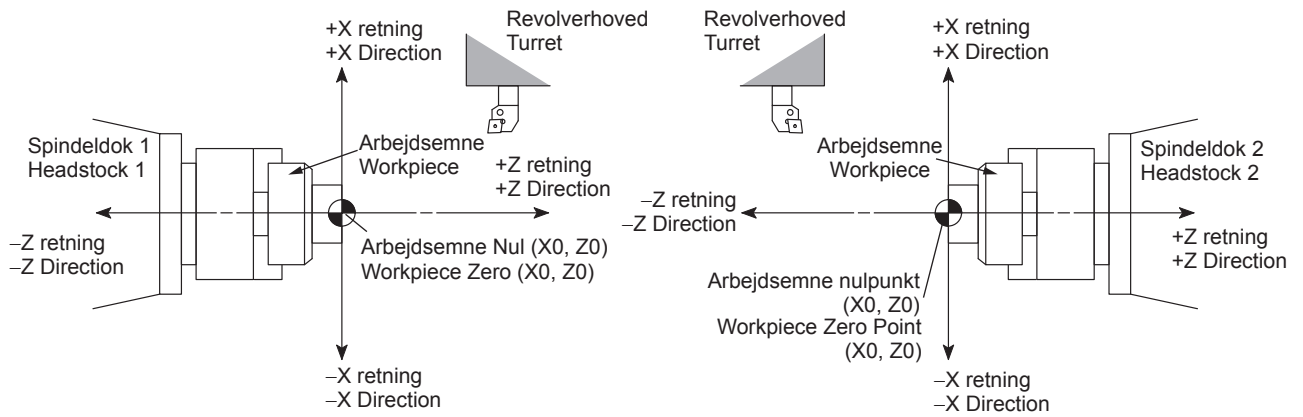 +X retning
+X Direction
Revolverhoved
Turret
Spindeldok 1
Headstock 1
Arbejdsemne
Workpiece
+Z retning
+Z Direction
–Z retning
–Z Direction
Arbejdsemne Nul (X0, Z0)
Workpiece Zero (X0, Z0)
–X retning
–X Direction
Revolverhoved
Turret
+X retning
+X Direction
Arbejdsemne
Workpiece
Spindeldok 2
Headstock 2
–Z retning
–Z Direction
+Z retning
+Z Direction
Arbejdsemne nulpunkt
(X0, Z0)
Workpiece Zero Point
(X0, Z0)
–X retning
–X Direction